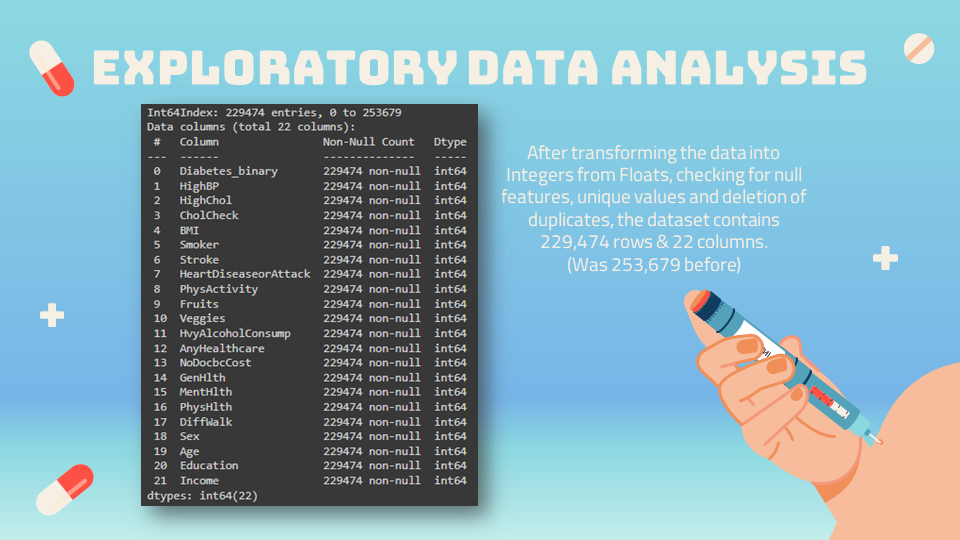 EXPLORATORY DATA ANALYSIS
Int64Index: 229474 entries, 0 to 253679
Data columns (total 22 columns):
 #   Column                Non-Null Count   Dtype
---  ------                --------------   -----
 0   Diabetes_binary       229474 non-null  int64
 1   HighBP                229474 non-null  int64
 2   HighChol              229474 non-null  int64
 3   CholCheck             229474 non-null  int64
 4   BMI                   229474 non-null  int64
 5   Smoker                229474 non-null  int64
 6   Stroke                229474 non-null  int64
 7   HeartDiseaseorAttack  229474 non-null  int64
 8   PhysActivity          229474 non-null  int64
 9   Fruits                229474 non-null  int64
 10  Veggies               229474 non-null  int64
 11  HvyAlcoholConsump     229474 non-null  int64
 12  AnyHealthcare         229474 non-null  int64
 13  NoDocbcCost           229474 non-null  int64
 14  GenHlth               229474 non-null  int64
 15  MentHlth              229474 non-null  int64
 16  PhysHlth              229474 non-null  int64
 17  DiffWalk              229474 non-null  int64
 18  Sex                   229474 non-null  int64
 19  Age                   229474 non-null  int64
 20  Education             229474 non-null  int64
 21  Income                229474 non-null  int64
dtypes: int64(22)
After transforming the data into
Integers from Floats, checking for null
features, unique values and deletion of
duplicates, the dataset contains
229,474 rows & 22 columns.
(Was 253,679 before)